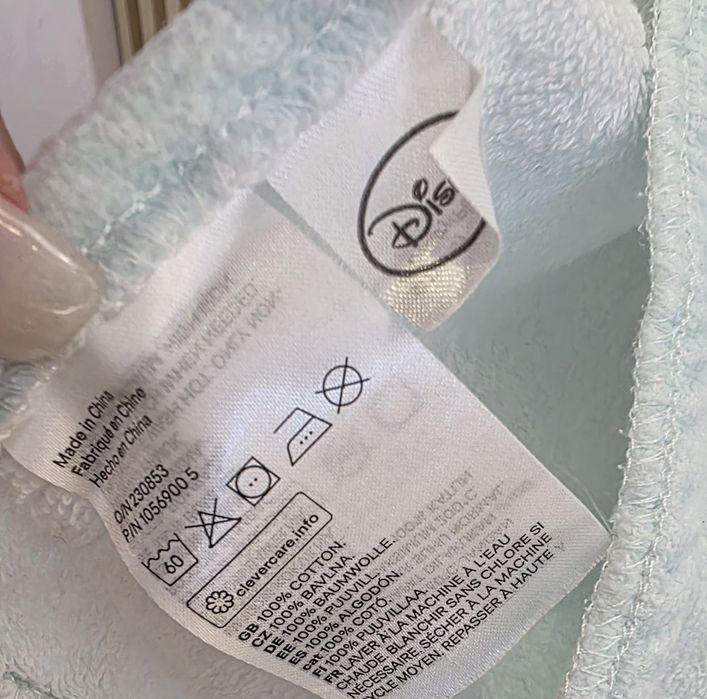 Dis
Made in China
Fabriqué en Chine
Hecho en China
O/N 230853
P/N 1056900 5
60
clevercare.info
GB 100% COTTON.
CZ 100% BAVLNA.
DE 100% BAUMWOLLE.
EE 100% PUUVILL.
ES 100% ALGODÓN.
cat 100% COTÓ.
FI 100% PUUVILLAA
FR LAVER À LA MACHINE À L'EAU
CHAUDE. BLANCHIR SANS CHLORE SI
NÉCESSAIRE. SÉCHER À LA MACHINE
CYCLE MOYEN. REPASSER À HAUTE